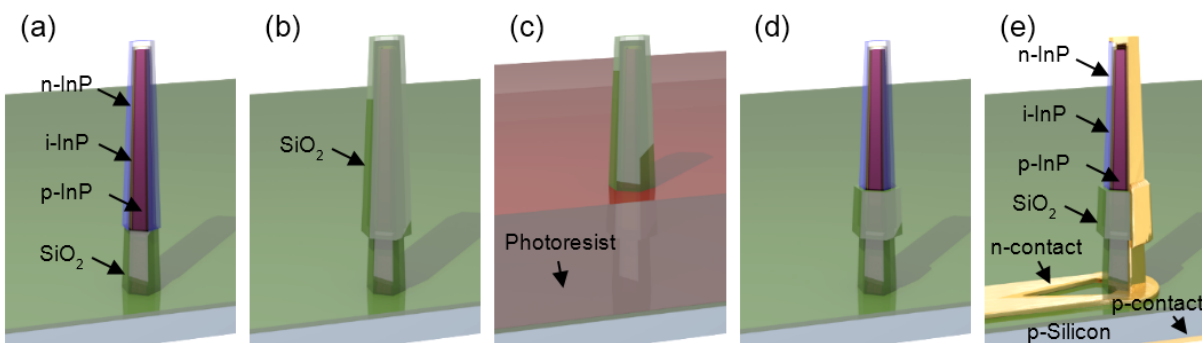 (a)
n-InP
i-InP
p-InP
SiO₂
(b)
SiO₂
(c)
Photoresist
(d)
(e)
n-InP
i-InP
p-InP
SiO₂
n-contact
p-contact
p-Silicon